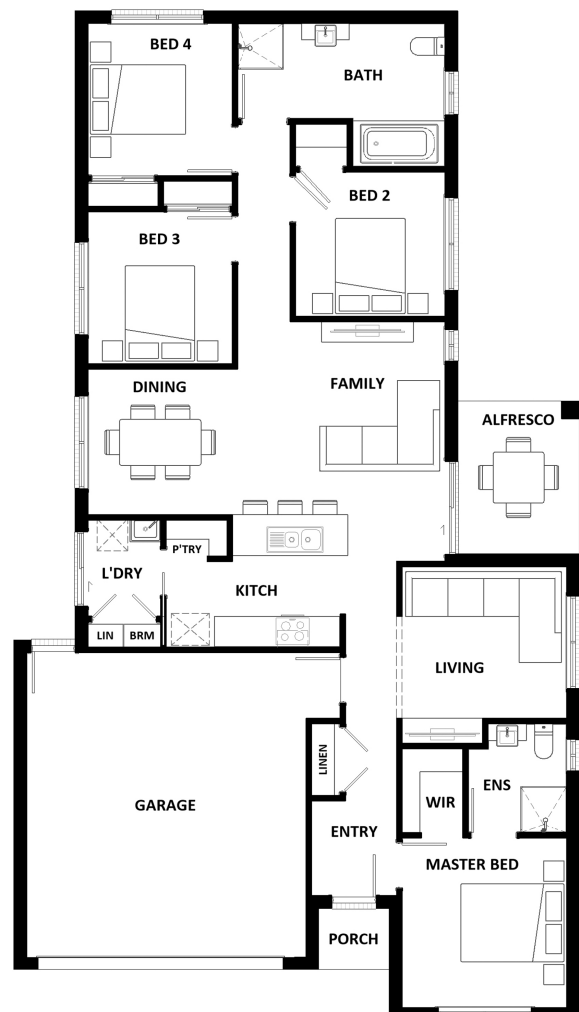 BED 4
BATH
BED 2
BED 3
DINING
FAMILY
ALFRESCO
P'TRY
L'DRY
KITCH
LIN
BRM
LIVING
LINEN
ENS
WIR
GARAGE
ENTRY
MASTER BED
PORCH